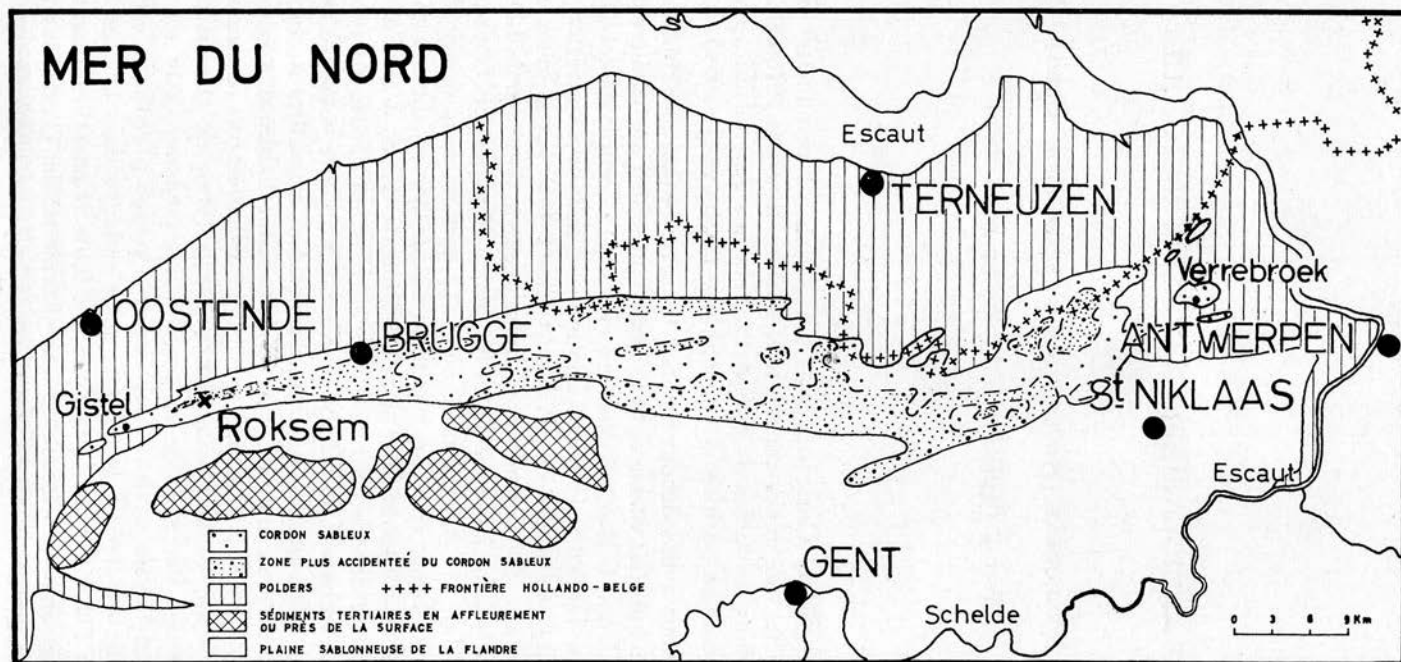 MER DU NORD
Escaut
TERNEUZEN
Verrebroek
OOSTENDE
BRUGGE
ANTWERPEN
Gistel
St NIKLAAS
Roksem
Escaut
CORDON SABLEUX
ZONE PLUS ACCIDENTEÉ DU CORDON SABLEUX
GENT
POLDERS ++++ FRONTIÈRE HOLLANDO-BELGE
SÉDIMENTS TERTIAIRES EN AFFLEUREMENT
OU PRÈS DE LA SURFACE
Schelde
PLAINE SABLONNEUSE DE LA FLANDRE
0 3 6 9 Km